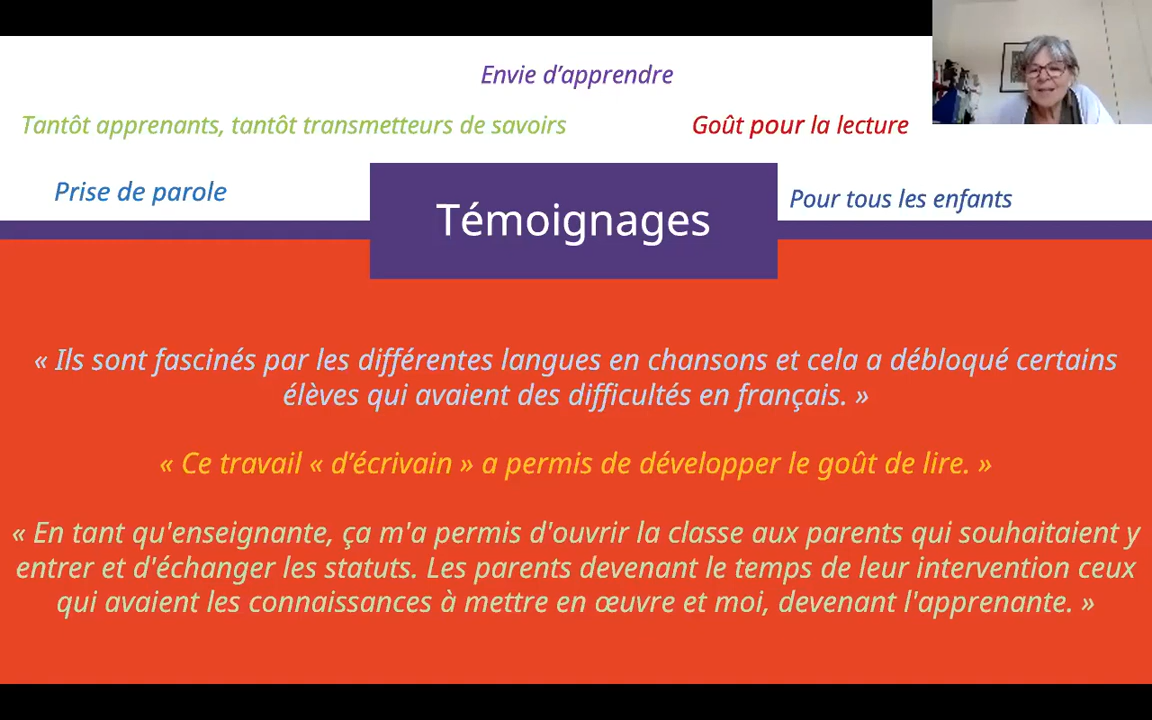 Envie d’apprendre
Tantôt apprenants, tantôt transmetteurs de savoirs
Goût pour la lecture
Prise de parole
Pour tous les enfants
Témoignages
« Ils sont fascinés par les différentes langues en chansons et cela a débloqué certains
élèves qui avaient des difficultés en français. »
« Ce travail « d’écrivain » a permis de développer le goût de lire. »
« En tant qu'enseignante, ça m'a permis d'ouvrir la classe aux parents qui souhaitaient y
entrer et d'échanger les statuts. Les parents devenant le temps de leur intervention ceux
qui avaient les connaissances à mettre en œuvre et moi, devenant l'apprenante. »